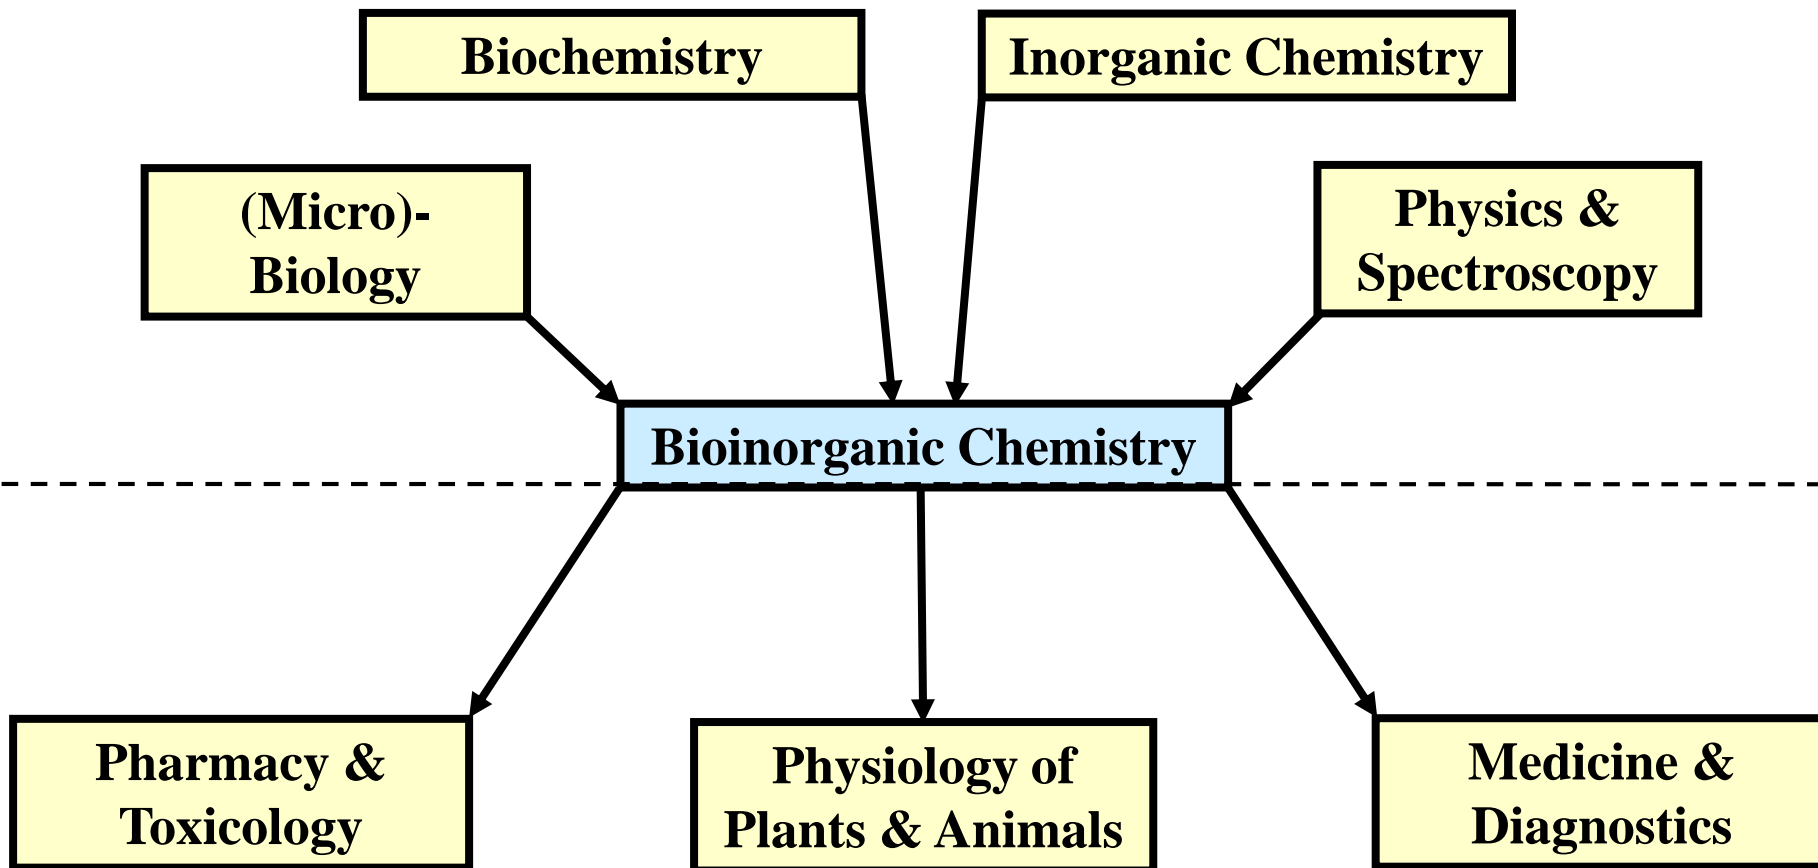 Biochemistry
Inorganic Chemistry
(Micro)-
Biology
Physics &
Spectroscopy
Bioinorganic Chemistry
Pharmacy &
Toxicology
Physiology of
Plants & Animals
Medicine &
Diagnostics